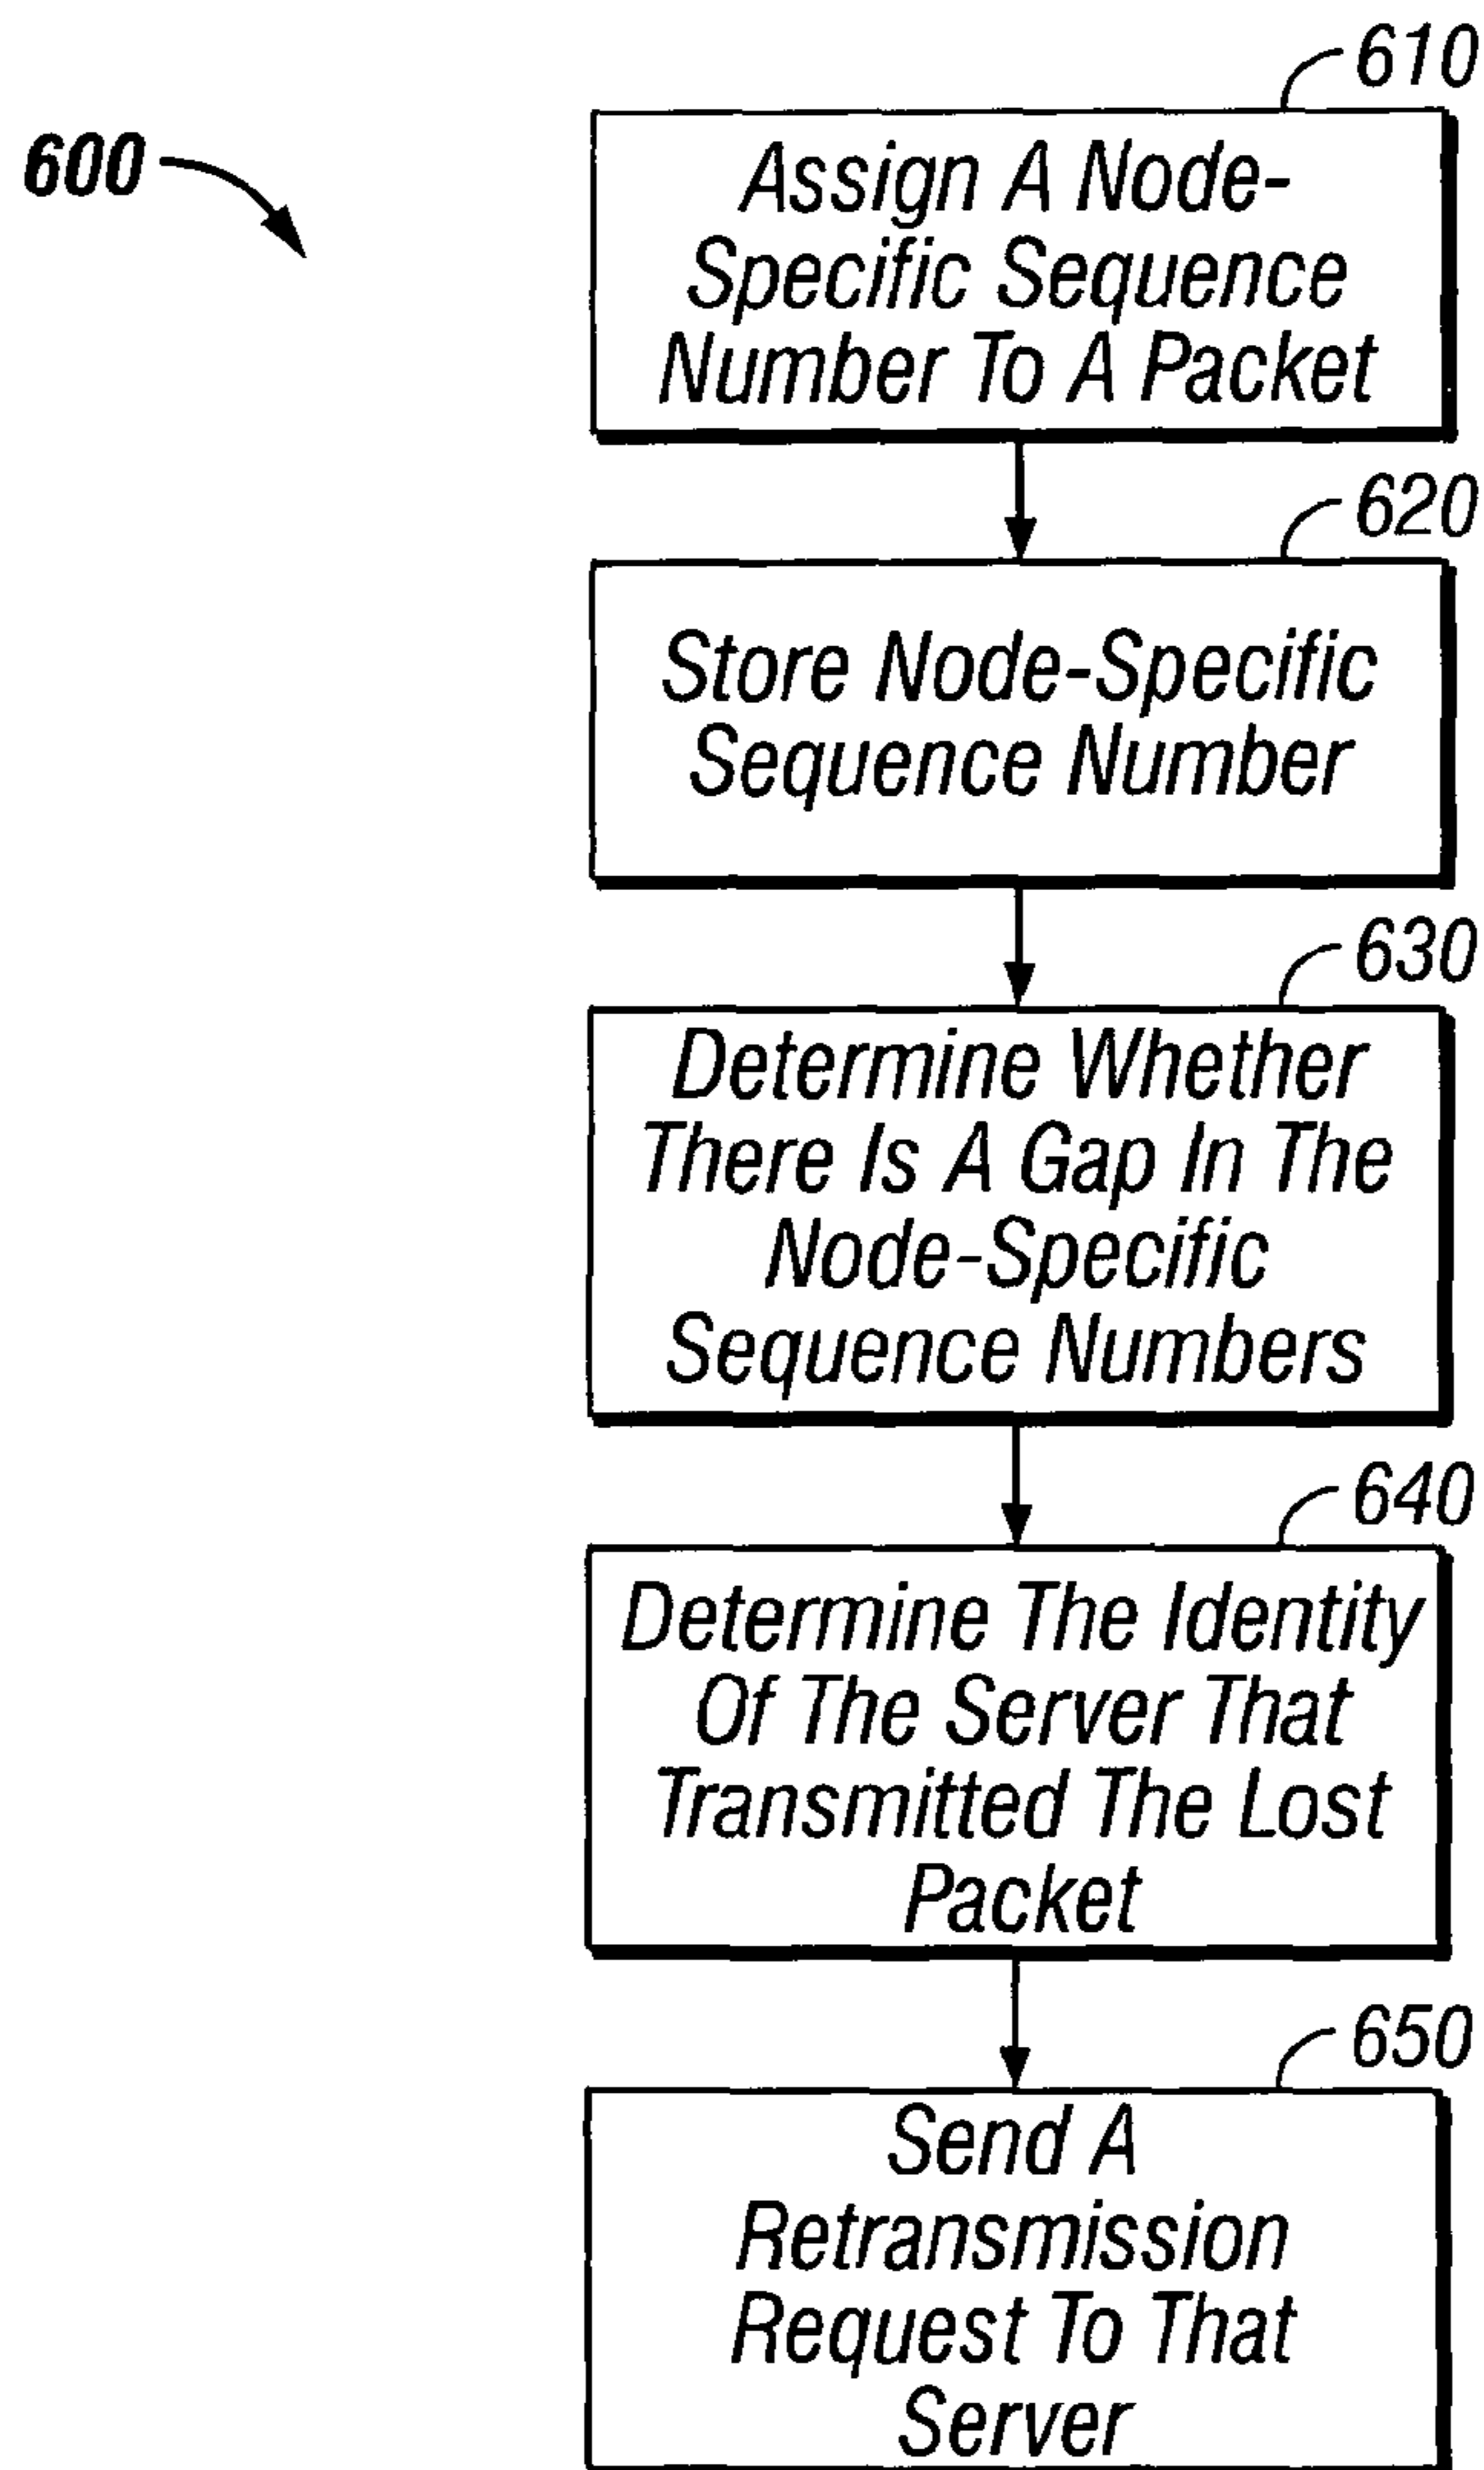 610
600
Assign A Node-
Specific Sequence
Number To A Packet
620
Store Node-Specific
Sequence Number
630
Determine Whether
There Is A Gap In The
Node-Specific
Sequence Numbers
640
Determine The Identity
Of The Server That
Transmitted The Lost
Packet
650
Send A
Retransmission
Request To That
Server